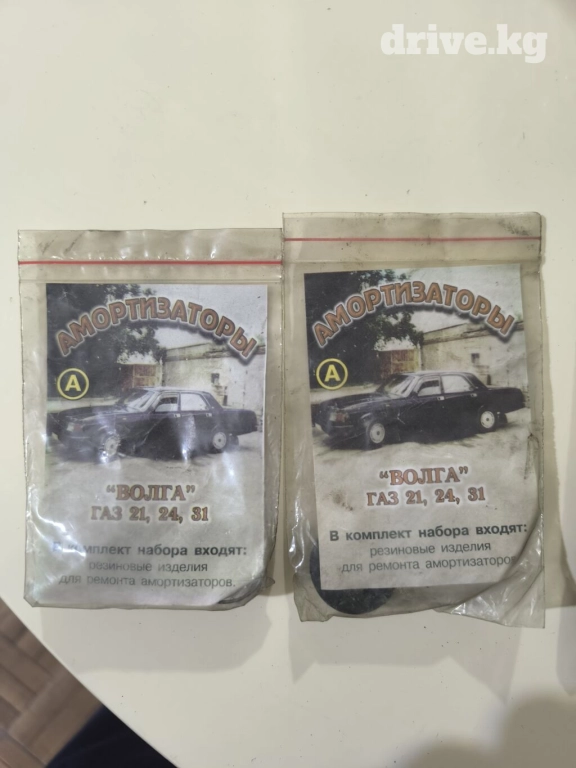 drive.kg
АМОРТИЗАТОРЫ
А
"ВОЛГА"
ГАЗ 21, 24, 31
В комплект набора входят:
резиновые изделия
для ремонта амортизаторов.
АМОРТИЗАТОРЫ
А
"ВОЛГА"
ГАЗ 21, 24, 31
В комплект набора входят:
резиновые изделия
для ремонта амортизаторов